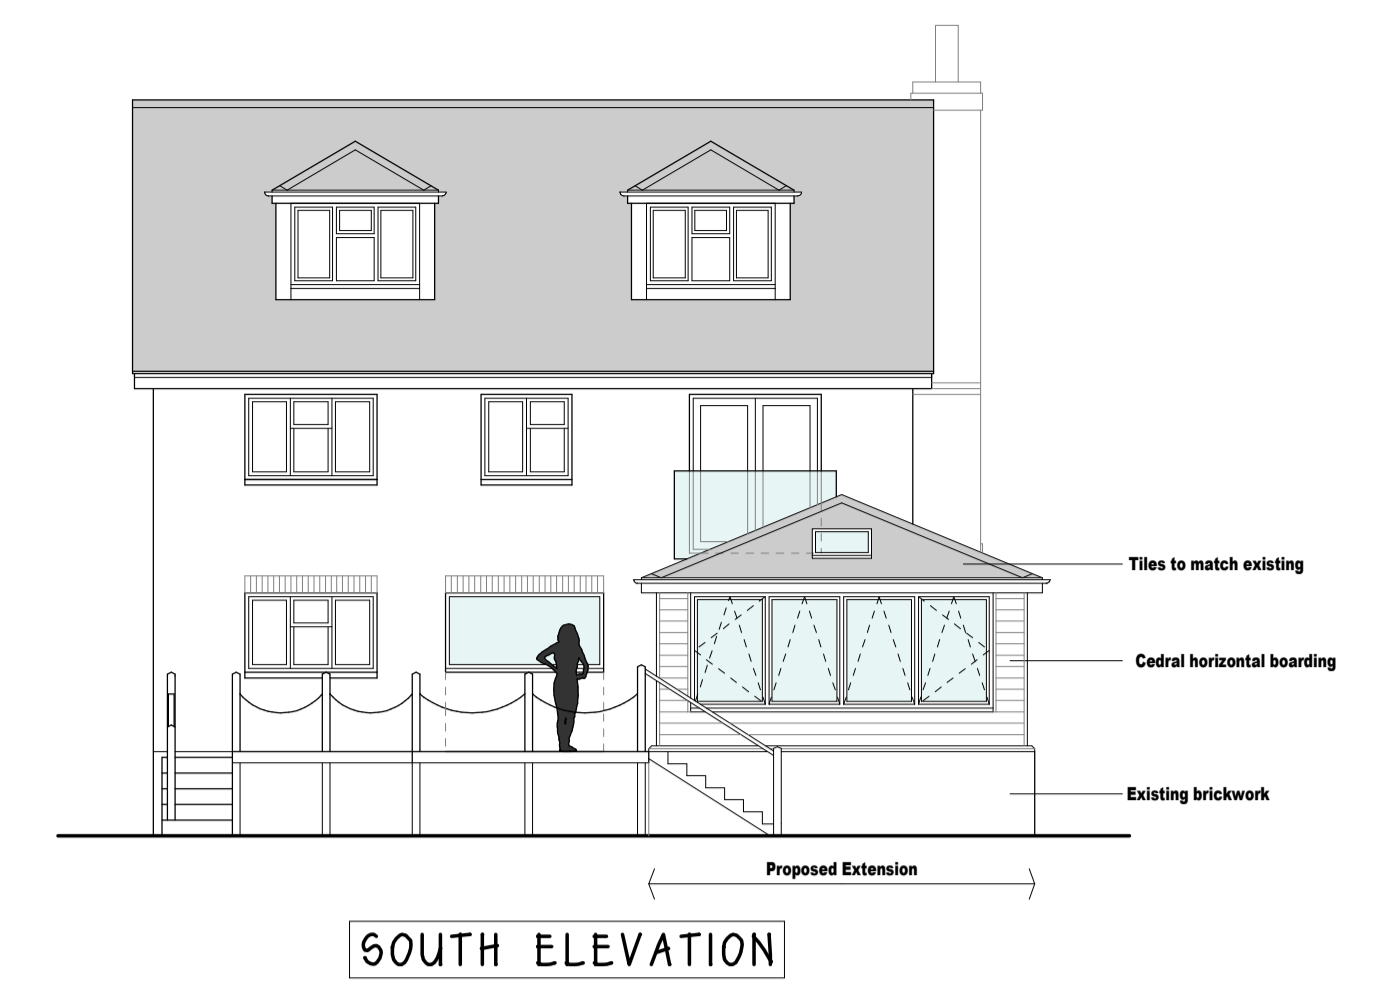 Tiles to match existing
Cedral horizontal boarding
Existing brickwork
Proposed Extension
SOUTH ELEVATION